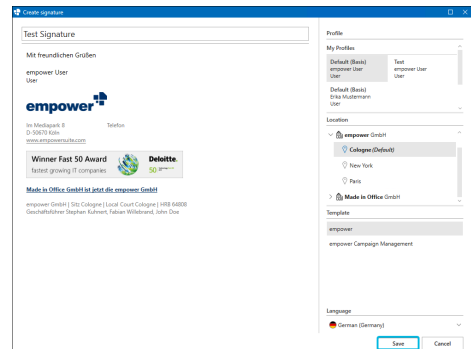 Create signature
Test Signature
Mit freundlichen Grüßen
empower User
User
empower
Im Mediapark 8 Telefon
D-50670 Köln
www.empowersuite.com
Winner Fast 50 Award
fastest growing IT companies
Deloitte.
50
Made in Office GmbH ist jetzt die empower GmbH
empower GmbH | Sitz Cologne | Local Court Cologne | HRB 64808
Geschäftsführer Stephan Kuhnert, Fabian Willebrand, John Doe
Profile
My Profiles
Default (Basis) Test
empower User empower User
User User
Default (Basis)
Erika Mustermann
User
Location
empower GmbH
Cologne (Default)
New York
Paris
Made in Office GmbH
Template
empower
empower Campaign Management
Language
German (Germany)
Save Cancel